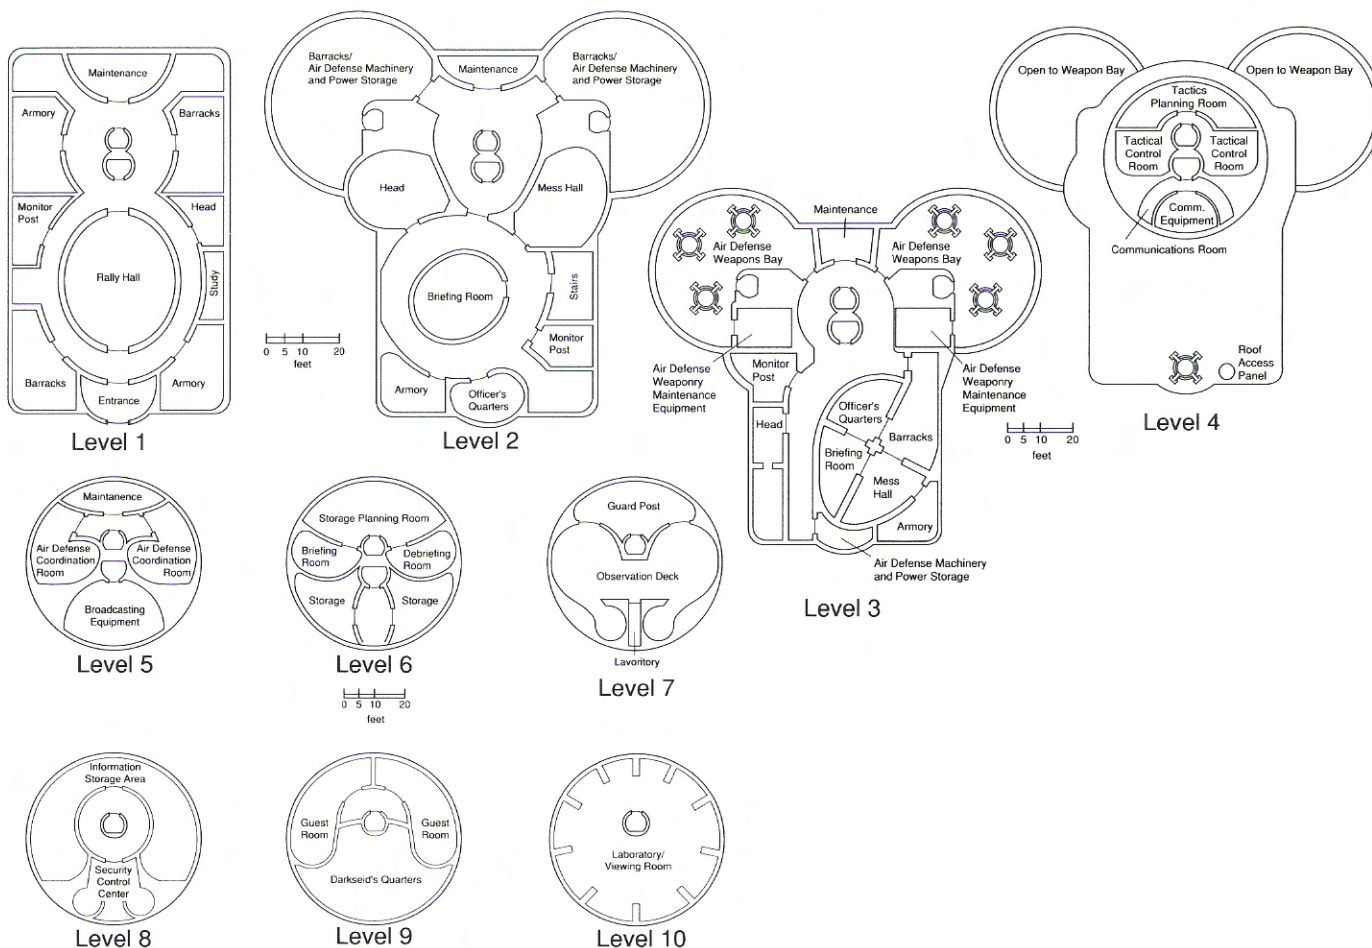 Maintenance
Armory
Barracks
Monitor
Post
Head
Rally Hall
Study
Barracks
Armory
Entrance
Level 1
Barracks/
Air Defense Machinery
and Power Storage
Maintenance
Barracks/
Air Defense Machinery
and Power Storage
Head
Mess Hall
Briefing Room
Stairs
Monitor
Post
Armory
Officer's
Quarters
Level 2
0 5 10 20
feet
Maintenance
Air Defense
Weapons Bay
Air Defense
Weapons Bay
Air Defense
Weaponry
Maintenance
Equipment
Monitor
Post
Air Defense
Weaponry
Maintenance
Equipment
Officer's
Quarters
Head
Barracks
Briefing
Room
Mess
Hall
Armory
Air Defense Machinery
and Power Storage
Level 3
Open to Weapon Bay
Open to Weapon Bay
Tactics
Planning Room
Tactical
Control
Room
Tactical
Control
Room
Comm.
Equipment
Communications Room
Roof
Access
Panel
Level 4
0 5 10 20
feet
Maintanence
Air Defense
Coordination
Room
Air Defense
Coordination
Room
Broadcasting
Equipment
Level 5
Storage Planning Room
Briefing
Room
Debriefing
Room
Storage
Storage
Level 6
0 5 10 20
feet
Guard Post
Observation Deck
Lavoritory
Level 7
Information
Storage Area
Security
Control
Center
Level 8
Guest
Room
Guest
Room
Darkseid's Quarters
Level 9
Laboratory/
Viewing Room
Level 10